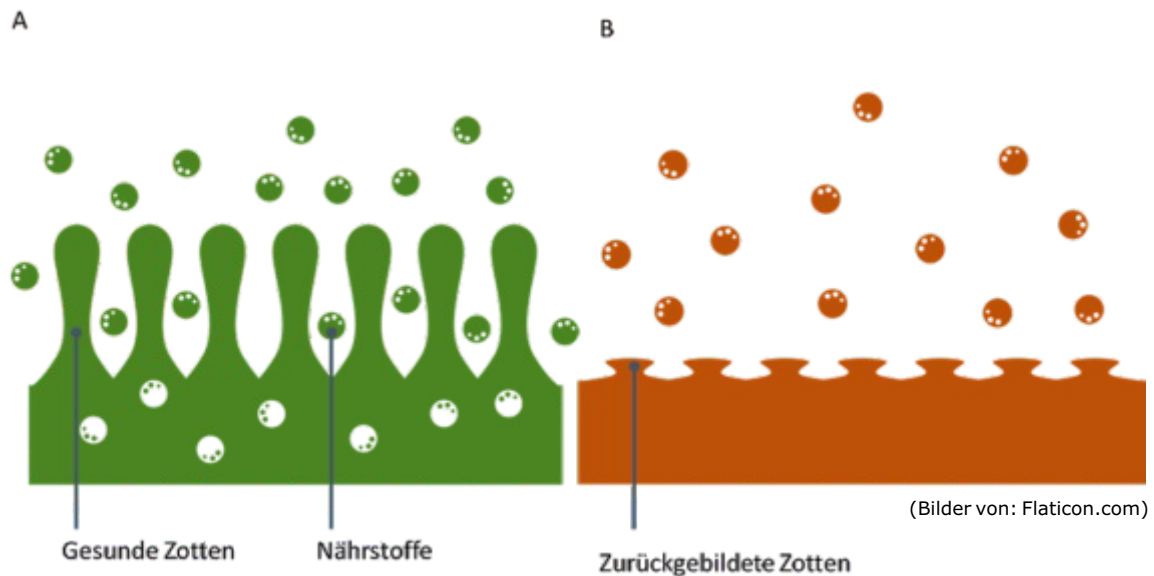 A
B
(Bilder von: Flaticon.com)
Gesunde Zotten
Nährstoffe
Zurückgebildete Zotten